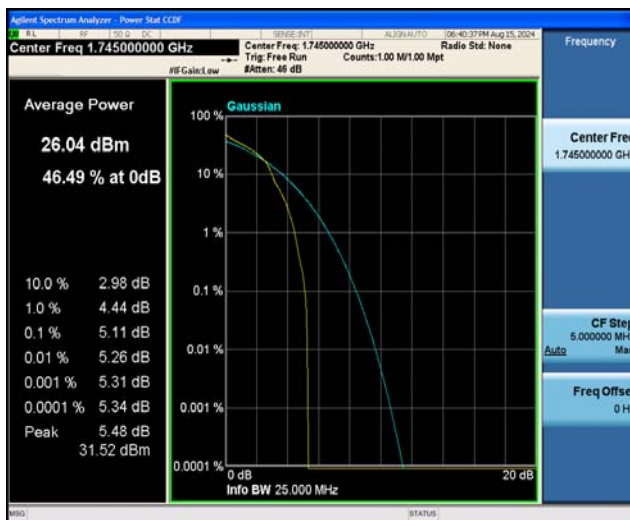 Agilent Spectrum Analyzer - Power Stat CCDF
RL RF 50 Ω DC SENSE:INT ALIGN AUTO 06:40:37 PM Aug 15, 2024
Center Freq 1.745000000 GHz
Center Freq: 1.745000000 GHz Radio Std: None
Trig: Free Run Counts:1.00 M/1.00 Mpt
#IFGain:Low #Atten: 46 dB
Frequency
Average Power
26.04 dBm
46.49 % at 0dB
10.0 % 2.98 dB
1.0 % 4.44 dB
0.1 % 5.11 dB
0.01 % 5.26 dB
0.001 % 5.31 dB
0.0001 % 5.34 dB
Peak 5.48 dB
31.52 dBm
Gaussian
100 %
10 %
1 %
0.1 %
0.01 %
0.001 %
0.0001 %
0 dB 20 dB
Info BW 25.000 MHz
Center Fre
1.745000000 GH
CF Ste
5.000000 MH
Auto Ma
Freq Offse
0 H
MSG STATUS